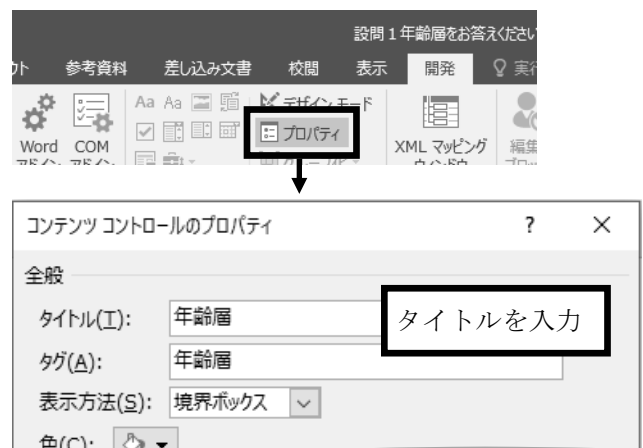 設問１年齢層をお答えください
参考資料 差し込み文書 校閲 表示 開発
Aa Aa デザイン モード
プロパティ
Word COM XML マッピング 編集
コンテンツ コントロールのプロパティ ? ×
全般
タイトル(T): 年齢層
タイトルを入力
タグ(A): 年齢層
表示方法(S): 境界ボックス
色(C):